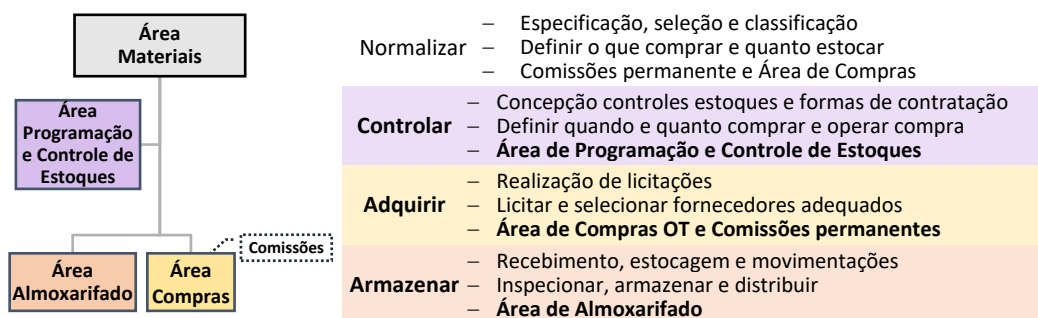 Área
Materiais
Área
Programação
e Controle de
Estoques
Comissões
Área
Almoxarifado
Área
Compras
Normalizar
– Especificação, seleção e classificação
– Definir o que comprar e quanto estocar
– Comissões permanente e Área de Compras
Controlar
– Concepção controles estoques e formas de contratação
– Definir quando e quanto comprar e operar compra
– Área de Programação e Controle de Estoques
Adquirir
– Realização de licitações
– Licitar e selecionar fornecedores adequados
– Área de Compras OT e Comissões permanentes
Armazenar
– Recebimento, estocagem e movimentações
– Inspecionar, armazenar e distribuir
– Área de Almoxarifado